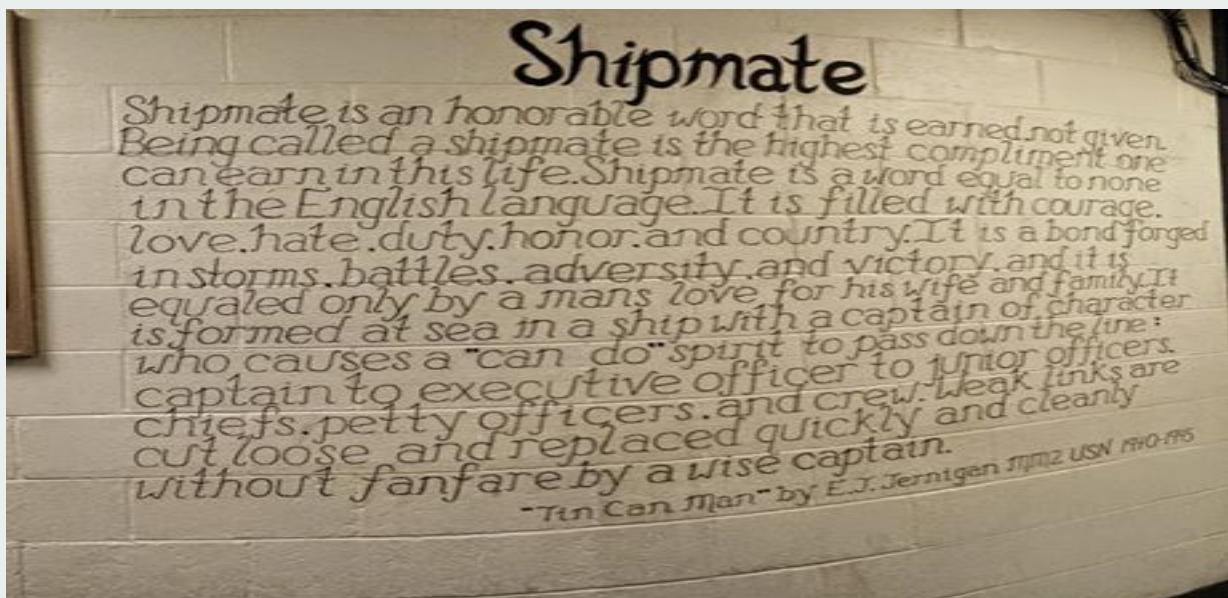 Shipmate
Shipmate is an honorable word that is earned.not given.
Being called a shipmate is the highest compliment one
can earn in this life.Shipmate is a word equal to none
in the English language.It is filled with courage.
love.hate.duty.honor.and country.It is a bond forged
in storms.battles.adversity.and victory.and it is
equaled only by a mans love for his wife and family.It
is formed at sea in a ship with a captain of character
who causes a "can do" spirit to pass down the line:
captain to executive officer to junior officers.
chiefs.petty officers.and crew.Weak links are
cut loose and replaced quickly and cleanly
without fanfare by a wise captain.
-"Tin Can Man" by E.J.Jernigan MM2 USN